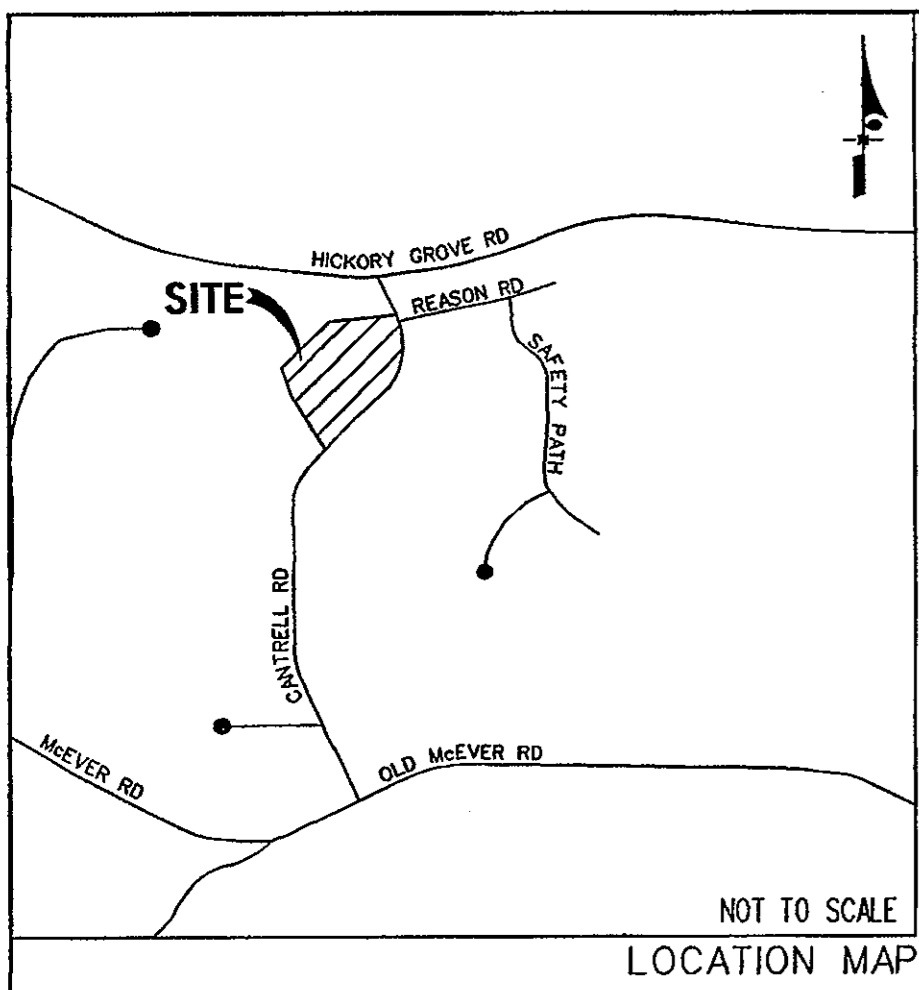 HICKORY GROVE RD
REASON RD
SITE
SAFETY PATH
CANTRELL RD
McEVER RD
OLD McEVER RD
NOT TO SCALE
LOCATION MAP